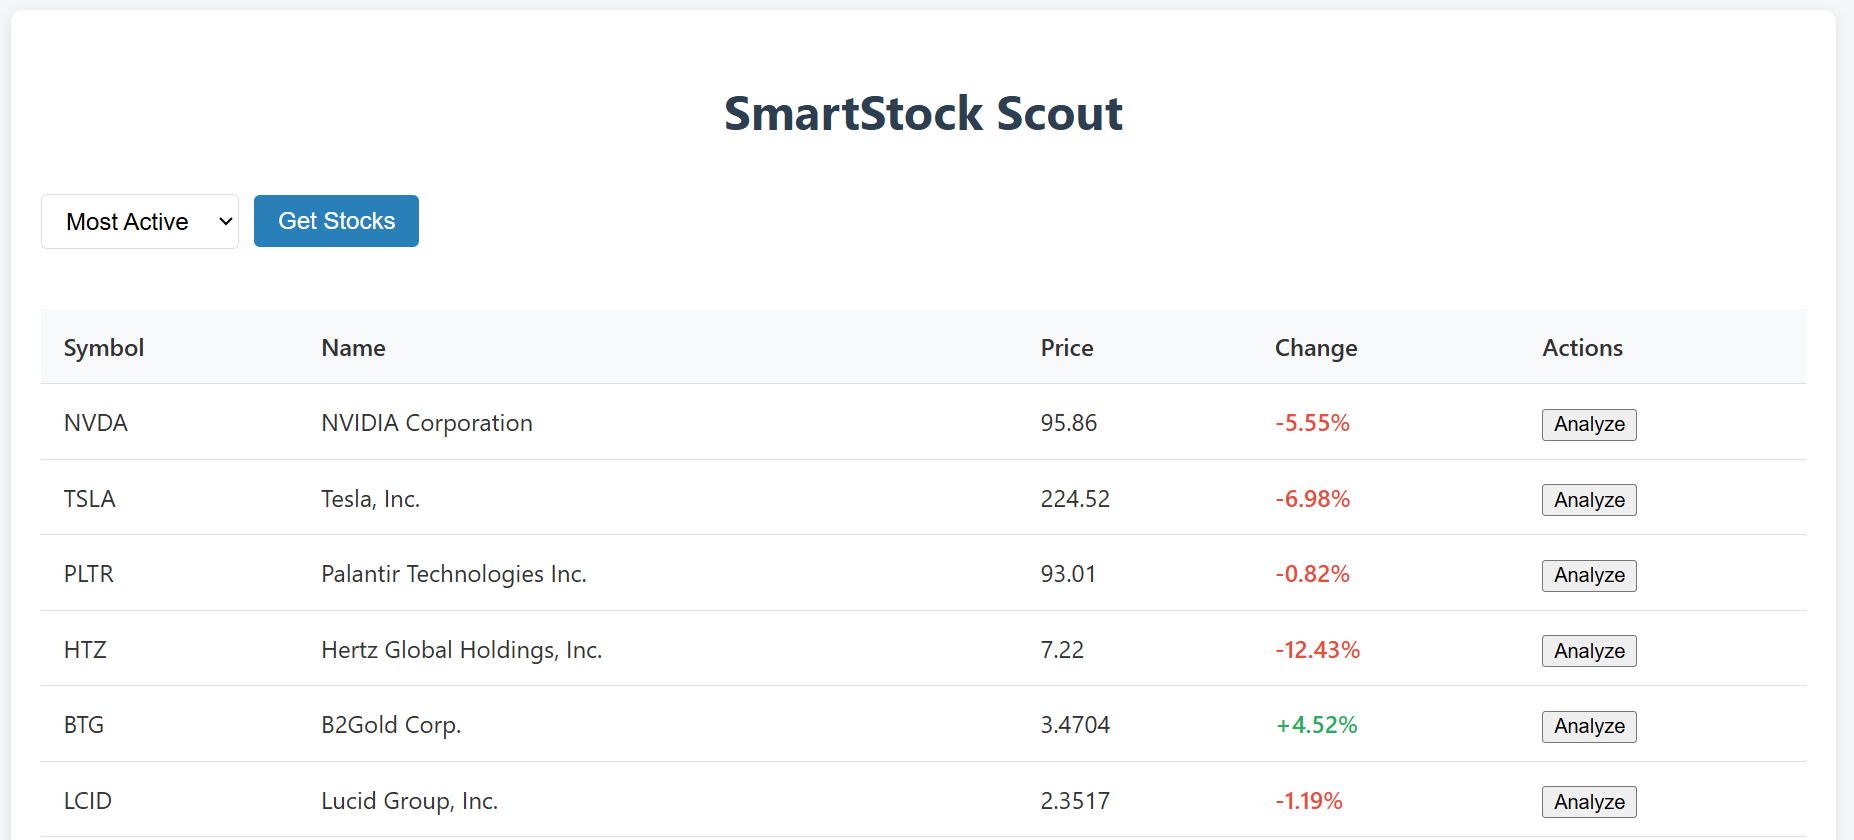 SmartStock Scout
Most Active Get Stocks
Symbol Name Price Change Actions
NVDA NVIDIA Corporation 95.86 -5.55% Analyze
TSLA Tesla, Inc. 224.52 -6.98% Analyze
PLTR Palantir Technologies Inc. 93.01 -0.82% Analyze
HTZ Hertz Global Holdings, Inc. 7.22 -12.43% Analyze
BTG B2Gold Corp. 3.4704 +4.52% Analyze
LCID Lucid Group, Inc. 2.3517 -1.19% Analyze